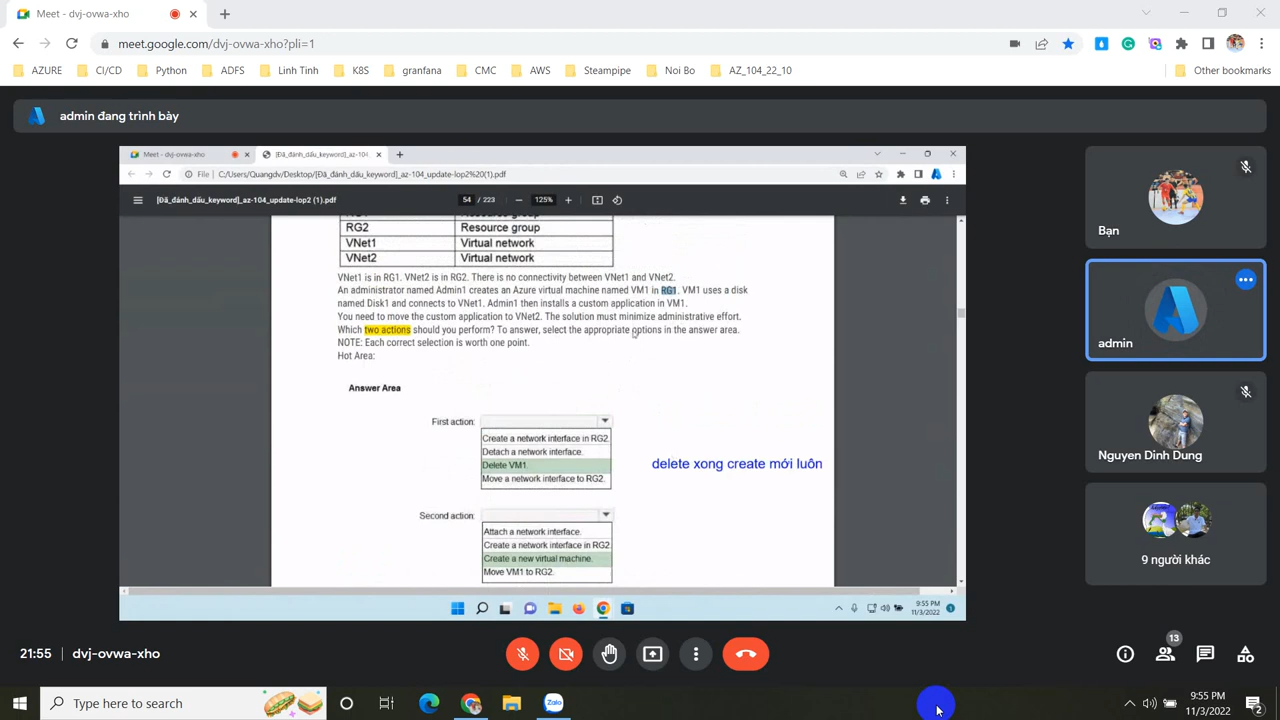 Meet - dvj-ovwa-xho
meet.google.com/dvj-ovwa-xho?pli=1
AZURE CI/CD Python ADFS Linh Tinh K8S granfana CMC AWS Steampipe Noi Bo AZ_104_22_10 Other bookmarks
admin đang trình bày
Meet - dvj-ovwa-xho [Đã_đánh_dấu_keyword]_az-104
File C:/Users/Quangdv/Desktop/[Đã_đánh_dấu_keyword]_az-104_update-lop2%20(1).pdf
[Đã_đánh_dấu_keyword]_az-104_update-lop2 (1).pdf 54 / 223 125%
Resource group
RG2 Resource group
VNet1 Virtual network
VNet2 Virtual network
VNet1 is in RG1. VNet2 is in RG2. There is no connectivity between VNet1 and VNet2.
An administrator named Admin1 creates an Azure virtual machine named VM1 in RG1. VM1 uses a disk
named Disk1 and connects to VNet1. Admin1 then installs a custom application in VM1.
You need to move the custom application to VNet2. The solution must minimize administrative effort.
Which two actions should you perform? To answer, select the appropriate options in the answer area.
NOTE: Each correct selection is worth one point.
Hot Area:
Answer Area
First action:
Create a network interface in RG2.
Detach a network interface.
Delete VM1.
Move a network interface to RG2.
delete xong create mới luôn
Second action:
Attach a network interface.
Create a network interface in RG2.
Create a new virtual machine.
Move VM1 to RG2.
9:55 PM
11/3/2022
Bạn
admin
Nguyen Dinh Dung
9 người khác
21:55 dvj-ovwa-xho
13
Type here to search
Zalo
9:55 PM
11/3/2022
2